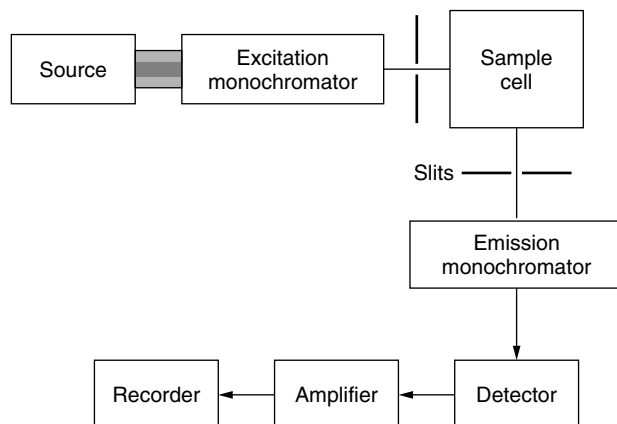 Source
Excitation
monochromator
Sample
cell
Slits
Emission
monochromator
Recorder
Amplifier
Detector